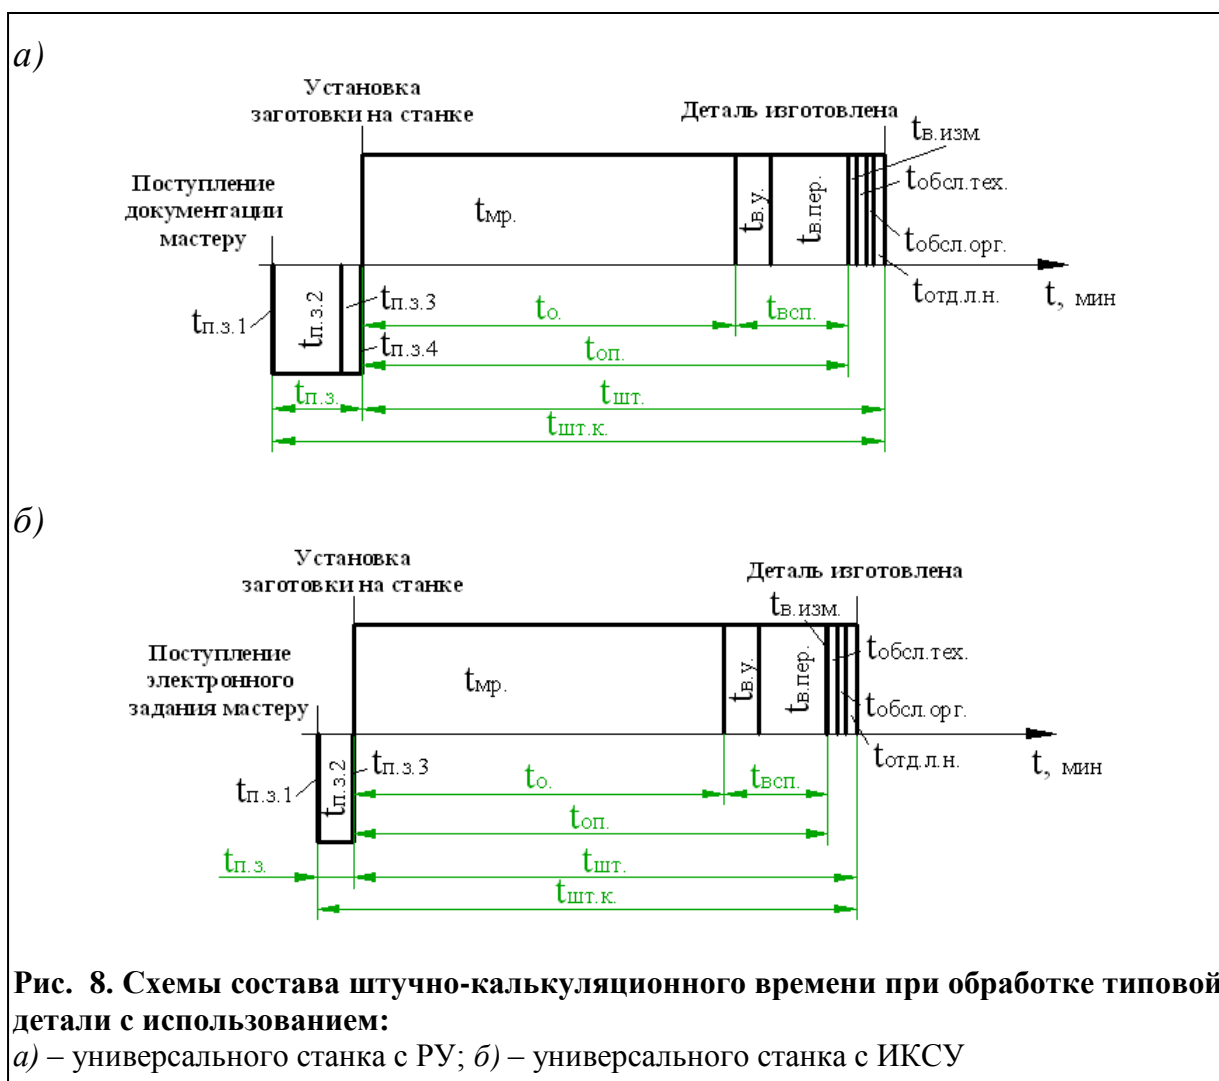 а)
Установка
заготовки на станке
Деталь изготовлена
tв.изм
tобсл.тех.
Поступление
документации
мастеру
tмр.
tв.у.
tв.пер.
tобсл.орг.
tотд.л.н.
t, мин
tп.з.1
tп.з.2
tп.з.3
tп.з.4
tо.
tвсп.
tоп.
tп.з.
tшт.
tшт.к.
б)
Установка
заготовки на станке
Деталь изготовлена
tв.изм.
Поступление
электронного
задания мастеру
tмр.
tв.у.
tв.пер.
tобсл.тех.
tобсл.орг.
tотд.л.н.
t, мин
tп.з.1
tп.з.2
tп.з.3
tо.
tвсп.
tоп.
tп.з.
tшт.
tшт.к.
Рис. 8. Схемы состава штучно-калькуляционного времени при обработке типовой
детали с использованием:
а) – универсального станка с РУ; б) – универсального станка с ИКСУ